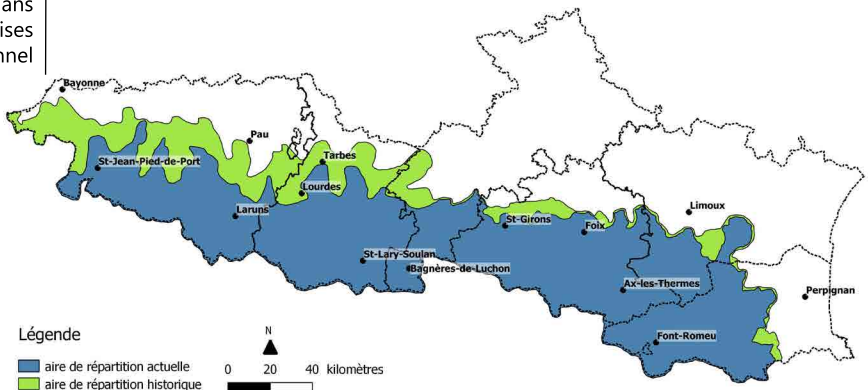 ans
ises
nnel
Bayonne
Pau
Tarbes
St-Jean-Pied-de-Port
Lourdes
Laruns
St-Girons
Foix
Limoux
St-Lary-Soulan
Bagnères-de-Luchon
Ax-les-Thermes
Perpignan
Font-Romeu
Légende
aire de répartition actuelle
aire de répartition historique
N
0 20 40 kilomètres